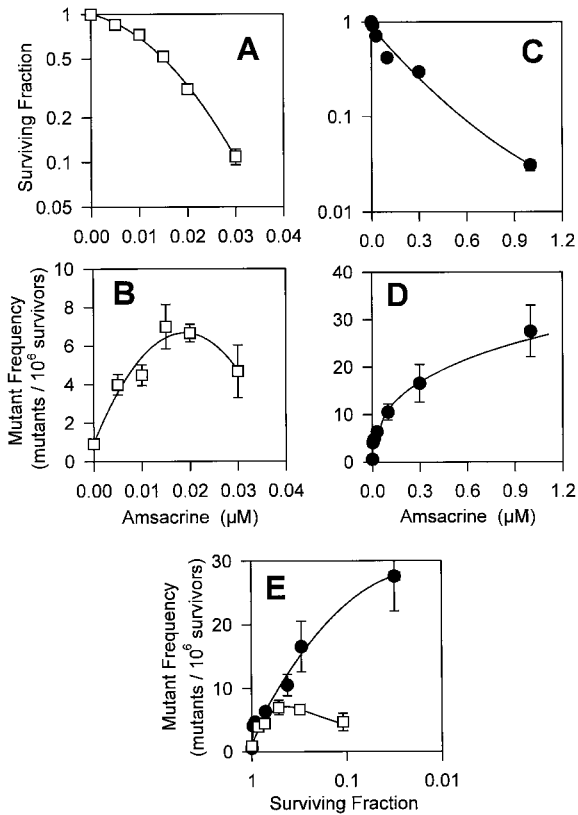 1
0.5
0.2
0.1
0.05
Surviving Fraction
A
0.00 0.01 0.02 0.03 0.04
1
0.1
0.01
C
0.0 0.3 0.6 0.9 1.2
10
8
6
4
2
0
Mutant Frequency
(mutants / 10⁶ survivors)
B
0.00 0.01 0.02 0.03 0.04
Amsacrine (µM)
40
30
20
10
0
D
0.0 0.3 0.6 0.9 1.2
Amsacrine (µM)
30
20
10
0
Mutant Frequency
(mutants / 10⁶ survivors)
E
1 0.1 0.01
Surviving Fraction